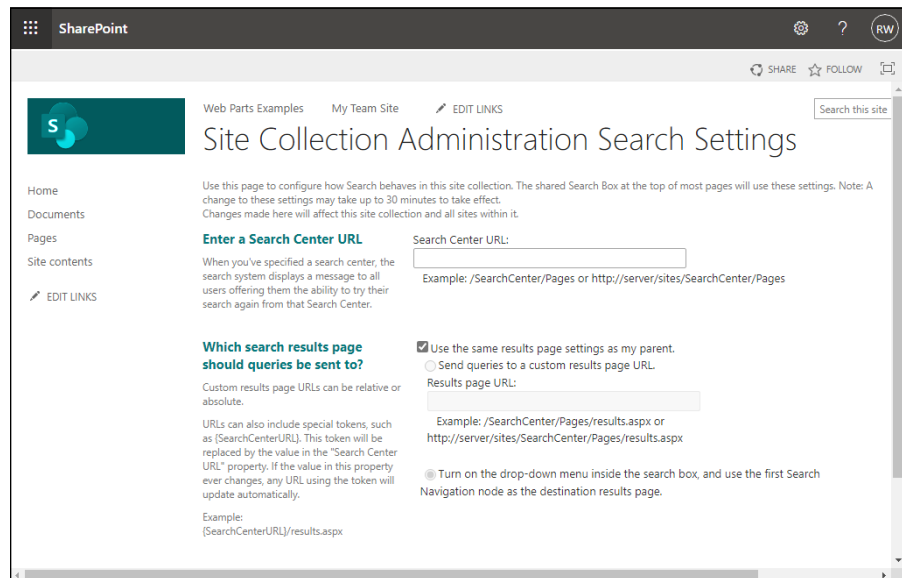 SharePoint
RW
SHARE
FOLLOW
Web Parts Examples
My Team Site
EDIT LINKS
Search this site
S
Site Collection Administration Search Settings
Home
Documents
Pages
Site contents
EDIT LINKS
Use this page to configure how Search behaves in this site collection. The shared Search Box at the top of most pages will use these settings. Note: A
change to these settings may take up to 30 minutes to take effect.
Changes made here will affect this site collection and all sites within it.
Enter a Search Center URL
When you've specified a search center, the
search system displays a message to all
users offering them the ability to try their
search again from that Search Center.
Search Center URL:
Example: /SearchCenter/Pages or http://server/sites/SearchCenter/Pages
Which search results page
should queries be sent to?
Custom results page URLs can be relative or
absolute.
URLs can also include special tokens, such
as {SearchCenterURL}. This token will be
replaced by the value in the "Search Center
URL" property. If the value in this property
ever changes, any URL using the token will
update automatically.
Example:
{SearchCenterURL}/results.aspx
Use the same results page settings as my parent.
Send queries to a custom results page URL.
Results page URL:
Example: /SearchCenter/Pages/results.aspx or
http://server/sites/SearchCenter/Pages/results.aspx
Turn on the drop-down menu inside the search box, and use the first Search
Navigation node as the destination results page.